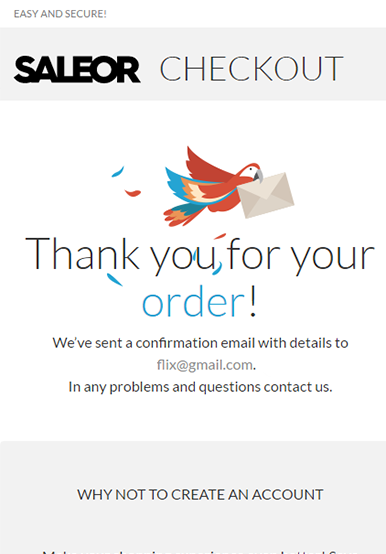 EASY AND SECURE!
SALEOR CHECKOUT
Thank you for your
order!
We've sent a confirmation email with details to
flix@gmail.com.
In any problems and questions contact us.
WHY NOT TO CREATE AN ACCOUNT